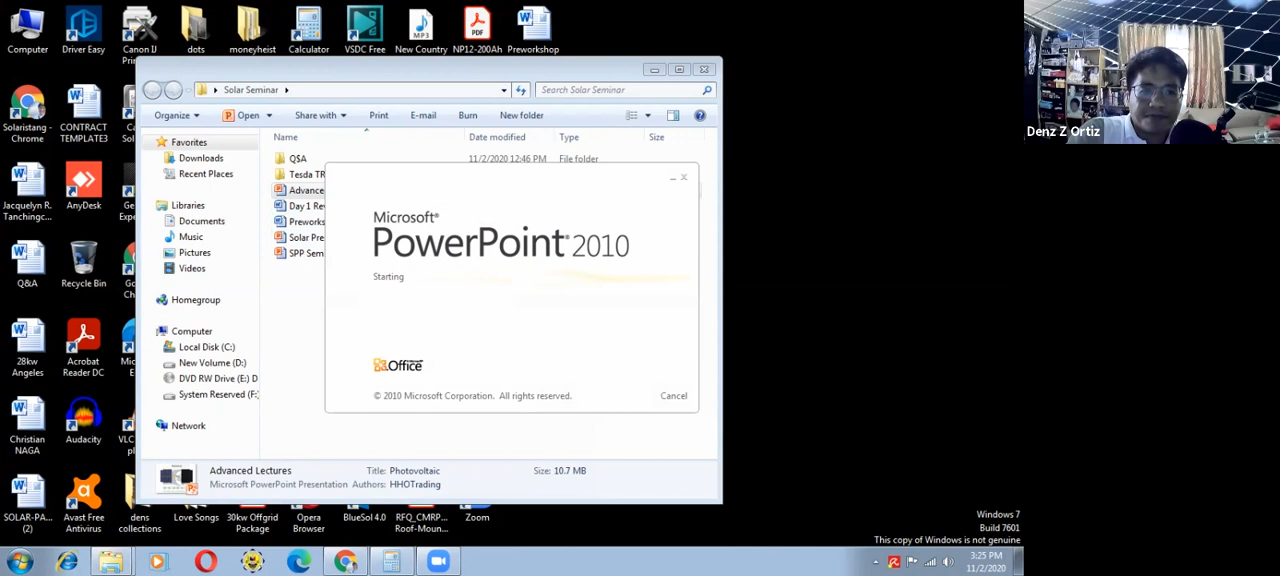 Computer
Driver Easy
Canon IJ
dots
moneyheist
Calculator
VSDC Free
New Country
NP12-200Ah
Preworkshop
Solar Seminar
Search Solar Seminar
Organize
Open
Share with
Print
E-mail
Burn
New folder
Name
Date modified
Type
Size
Favorites
Downloads
Recent Places
Libraries
Documents
Music
Pictures
Videos
Homegroup
Computer
Local Disk (C:)
New Volume (D:)
DVD RW Drive (E:) D
System Reserved (F:
Network
Q&A
11/2/2020 12:46 PM
File folder
Tesda TR
Advance
Day 1 Re
Prewor
Solar Pre
SPP Sem
Microsoft®
PowerPoint® 2010
Starting
Office
© 2010 Microsoft Corporation. All rights reserved.
Cancel
Advanced Lectures
Title: Photovoltaic
Size: 10.7 MB
Microsoft PowerPoint Presentation
Authors: HHOTrading
Solaristang - Chrome
CONTRACT TEMPLATE3
Jacquelyn R. Tanchingc...
AnyDesk
Q&A
Recycle Bin
28kw Angeles
Acrobat Reader DC
Christian NAGA
Audacity
SOLAR-PA... (2)
Avast Free Antivirus
dens collections
Love Songs
30kw Offgrid Package
Opera Browser
BlueSol 4.0
RFQ_CMRP... Roof-Moun...
Zoom
Denz Z Ortiz
Windows 7
Build 7601
This copy of Windows is not genuine
3:25 PM
11/2/2020